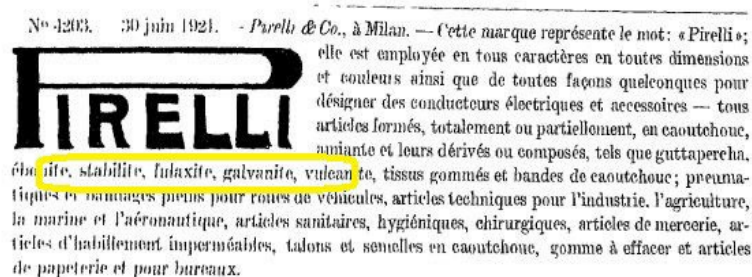 No 4203. 30 juin 1921. - Pirelli & Co., à Milan. — Cette marque représente le mot: « Pirelli »;
PIRELLI
elle est employée en tous caractères en toutes dimensions
et couleurs ainsi que de toutes façons quelconques pour
désigner des conducteurs électriques et accessoires — tous
articles formés, totalement ou partiellement, en caoutchouc,
amiante et leurs dérivés ou composés, tels que guttapercha,
ébonite, stabilite, fulaxite, galvanite, vulcanite, tissus gommés et bandes de caoutchouc; pneuma-
tiques et bandages pleins pour roues de véhicules, articles techniques pour l'industrie, l'agriculture,
la marine et l'aéronautique, articles sanitaires, hygiéniques, chirurgiques, articles de mercerie, ar-
ticles d'habillement imperméables, talons et semelles en caoutchouc, gomme à effacer et articles
de papeterie et pour bureaux.